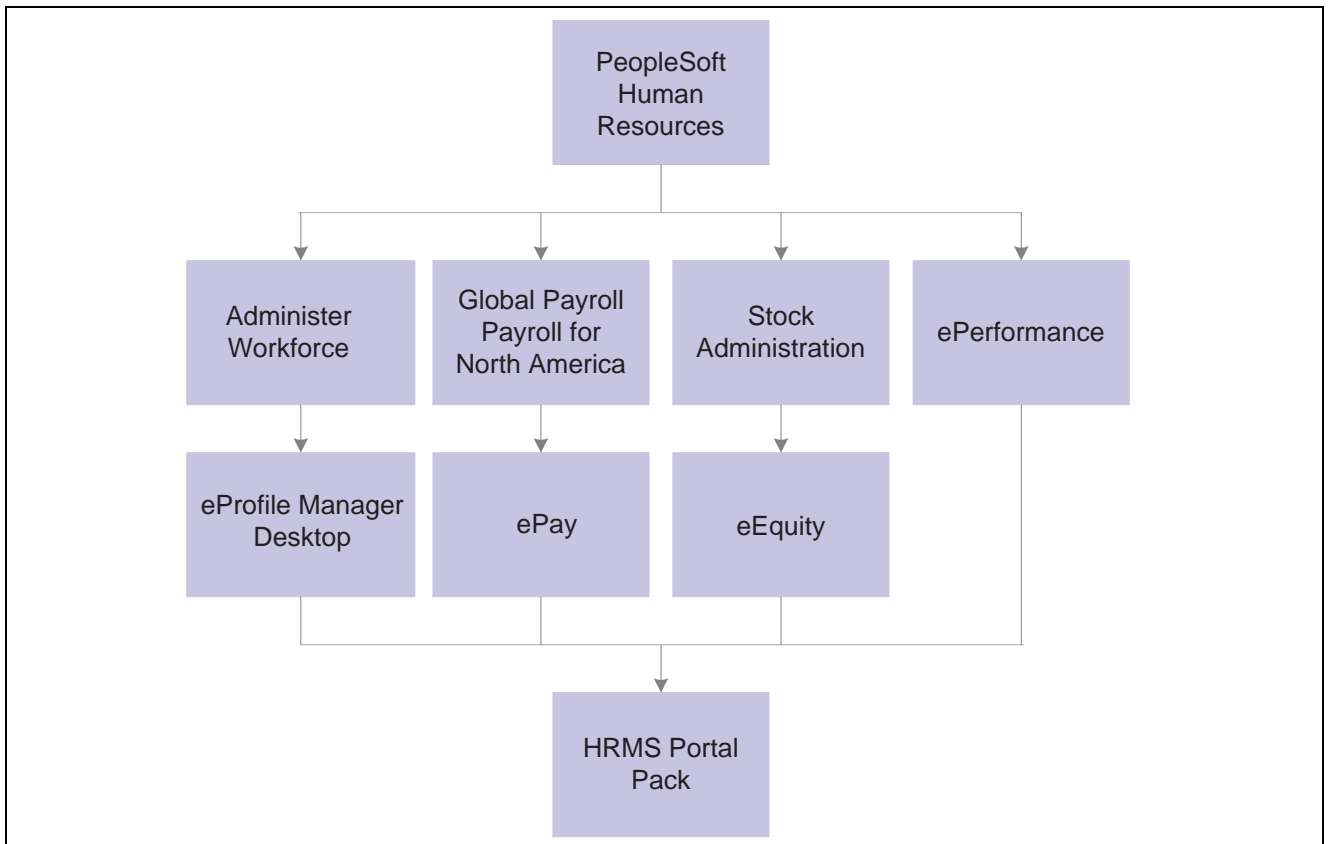 PeopleSoft
Human
Resources
Administer
Workforce
Global Payroll
Payroll for
North America
Stock
Administration
ePerformance
eProfile Manager
Desktop
ePay
eEquity
HRMS Portal
Pack